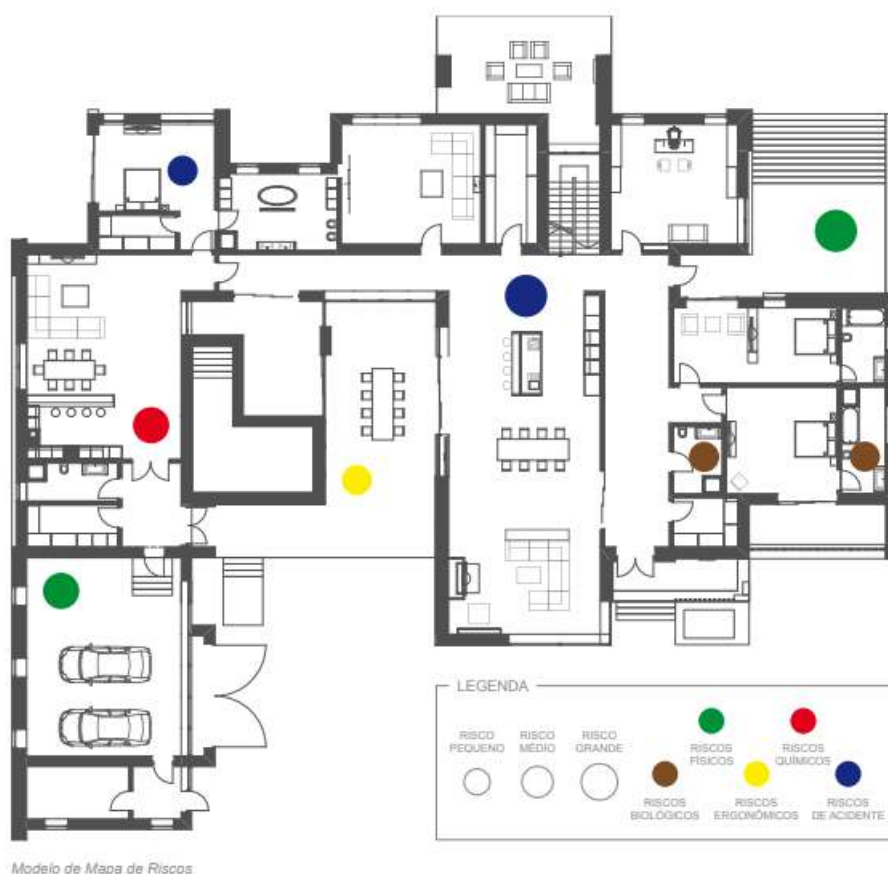 LEGENDA
RISCO
PEQUENO
RISCO
MÉDIO
RISCO
GRANDE
RISCOS
FÍSICOS
RISCOS
QUÍMICOS
RISCOS
BIOLÓGICOS
RISCOS
ERGONÔMICOS
RISCOS
DE ACIDENTE
Modelo de Mapa de Riscos